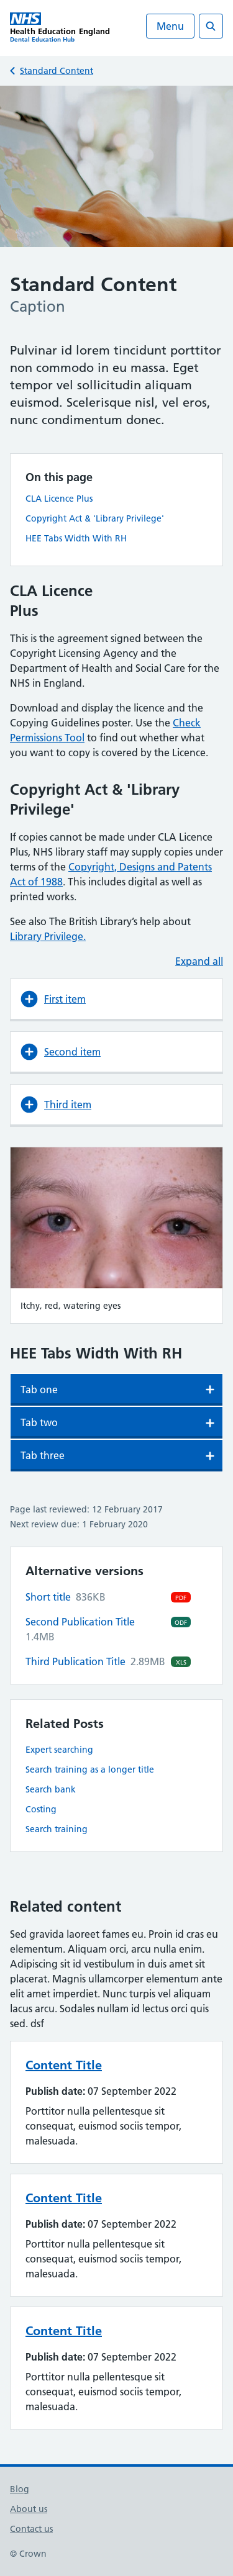 NHS
Health Education England
Dental Education Hub
Menu
Standard Content
Standard Content
Caption
Pulvinar id lorem tincidunt porttitor
non commodo in eu massa. Eget
tempor vel sollicitudin aliquam
euismod. Scelerisque nisl, vel eros,
nunc condimentum donec.
On this page
CLA Licence Plus
Copyright Act & 'Library Privilege'
HEE Tabs Width With RH
CLA Licence
Plus
This is the agreement signed between the
Copyright Licensing Agency and the
Department of Health and Social Care for the
NHS in England.
Download and display the licence and the
Copying Guidelines poster. Use the Check
Permissions Tool to find out whether what
you want to copy is covered by the Licence.
Copyright Act & 'Library
Privilege'
If copies cannot be made under CLA Licence
Plus, NHS library staff may supply copies under
terms of the Copyright, Designs and Patents
Act of 1988. This includes digital as well as
printed works.
See also The British Library's help about
Library Privilege.
Expand all
First item
Second item
Third item
Itchy, red, watering eyes
HEE Tabs Width With RH
Tab one
Tab two
Tab three
Page last reviewed: 12 February 2017
Next review due: 1 February 2020
Alternative versions
Short title 836KB PDF
Second Publication Title ODF
1.4MB
Third Publication Title 2.89MB XLS
Related Posts
Expert searching
Search training as a longer title
Search bank
Costing
Search training
Related content
Sed gravida laoreet fames eu. Proin id cras eu
elementum. Aliquam orci, arcu nulla enim.
Adipiscing sit id vestibulum in duis amet sit
placerat. Magnis ullamcorper elementum ante
elit amet imperdiet. Nunc turpis vel aliquam
lacus arcu. Sodales nullam id lectus orci quis
sed. dsf
Content Title
Publish date: 07 September 2022
Porttitor nulla pellentesque sit
consequat, euismod sociis tempor,
malesuada.
Content Title
Publish date: 07 September 2022
Porttitor nulla pellentesque sit
consequat, euismod sociis tempor,
malesuada.
Content Title
Publish date: 07 September 2022
Porttitor nulla pellentesque sit
consequat, euismod sociis tempor,
malesuada.
Blog
About us
Contact us
© Crown